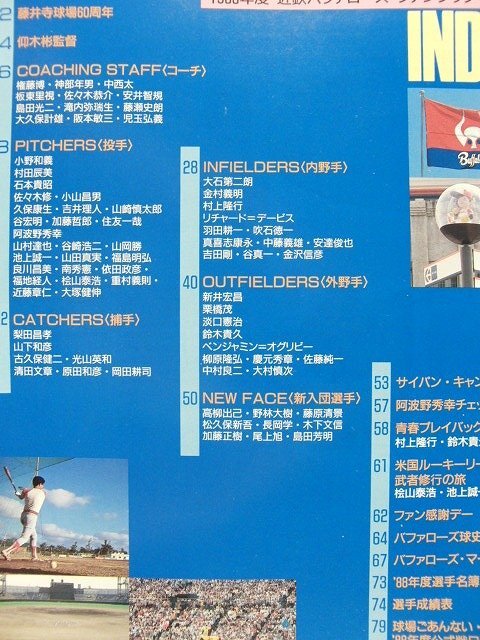 藤井寺球場60周年
4 仰木彬監督
6 COACHING STAFF〈コーチ〉
権藤博・神部年男・中西太
板東里視・佐々木恭介・安井智規
島田光二・滝内弥瑞生・藤瀬史朗
大久保計雄・阪本敏三・児玉弘義
PITCHERS〈投手〉
小野和義
村田辰美
石本貴昭
佐々木修・小山昌男
久保康生・吉井理人・山崎慎太郎
谷宏明・加藤哲郎・住友一哉
阿波野秀幸
山村達也・谷崎浩二・山岡勝
池上誠一・山田真実・福島明弘
良川昌美・南秀憲・依田政彦・
福地経人・桧山泰浩・重村義則・
近藤章仁・大塚健伸
2 CATCHERS〈捕手〉
梨田昌孝
山下和彦
古久保健二・光山英和
清田文章・原田和彦・岡田耕司
28 INFIELDERS〈内野手〉
大石第二朗
金村義明
村上隆行
リチャード＝デービス
羽田耕一・吹石徳一
真喜志康永・中藤義雄・安達俊也
吉田剛・谷真一・金沢信彦
40 OUTFIELDERS〈外野手〉
新井宏昌
栗橋茂
淡口憲治
鈴木貴久
ベンジャミン＝オグリビー
柳原隆弘・慶元秀章・佐藤純一
中村良二・大村慎次
50 NEW FACE〈新入団選手〉
高柳出己・野林大樹・藤原清景
松久保新吾・長岡学・木下文信
加藤正樹・尾上旭・島田芳明
IND
Buffal
53 サイパン・キャン
57 阿波野秀幸チェッ
58 青春プレイバック
村上隆行・鈴木貴
61 米国ルーキーリー
武者修行の旅
桧山泰浩・池上誠
62 ファン感謝デー
64 バファローズ球史
67 バファローズ・マー
73 '88年度選手名簿
74 選手成績表
79 球場ごあんない・